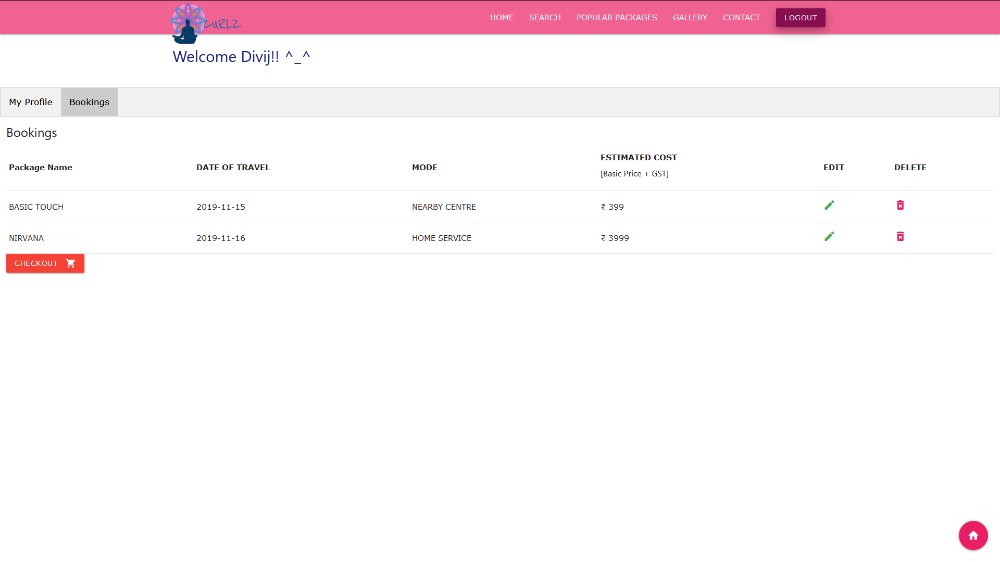 CURLZ
HOME SEARCH POPULAR PACKAGES GALLERY CONTACT LOGOUT
Welcome Divij!! ^_^
My Profile Bookings
Bookings
Package Name DATE OF TRAVEL MODE ESTIMATED COST [Basic Price + GST] EDIT DELETE
BASIC TOUCH 2019-11-15 NEARBY CENTRE ₹ 399
NIRVANA 2019-11-16 HOME SERVICE ₹ 3999
CHECKOUT